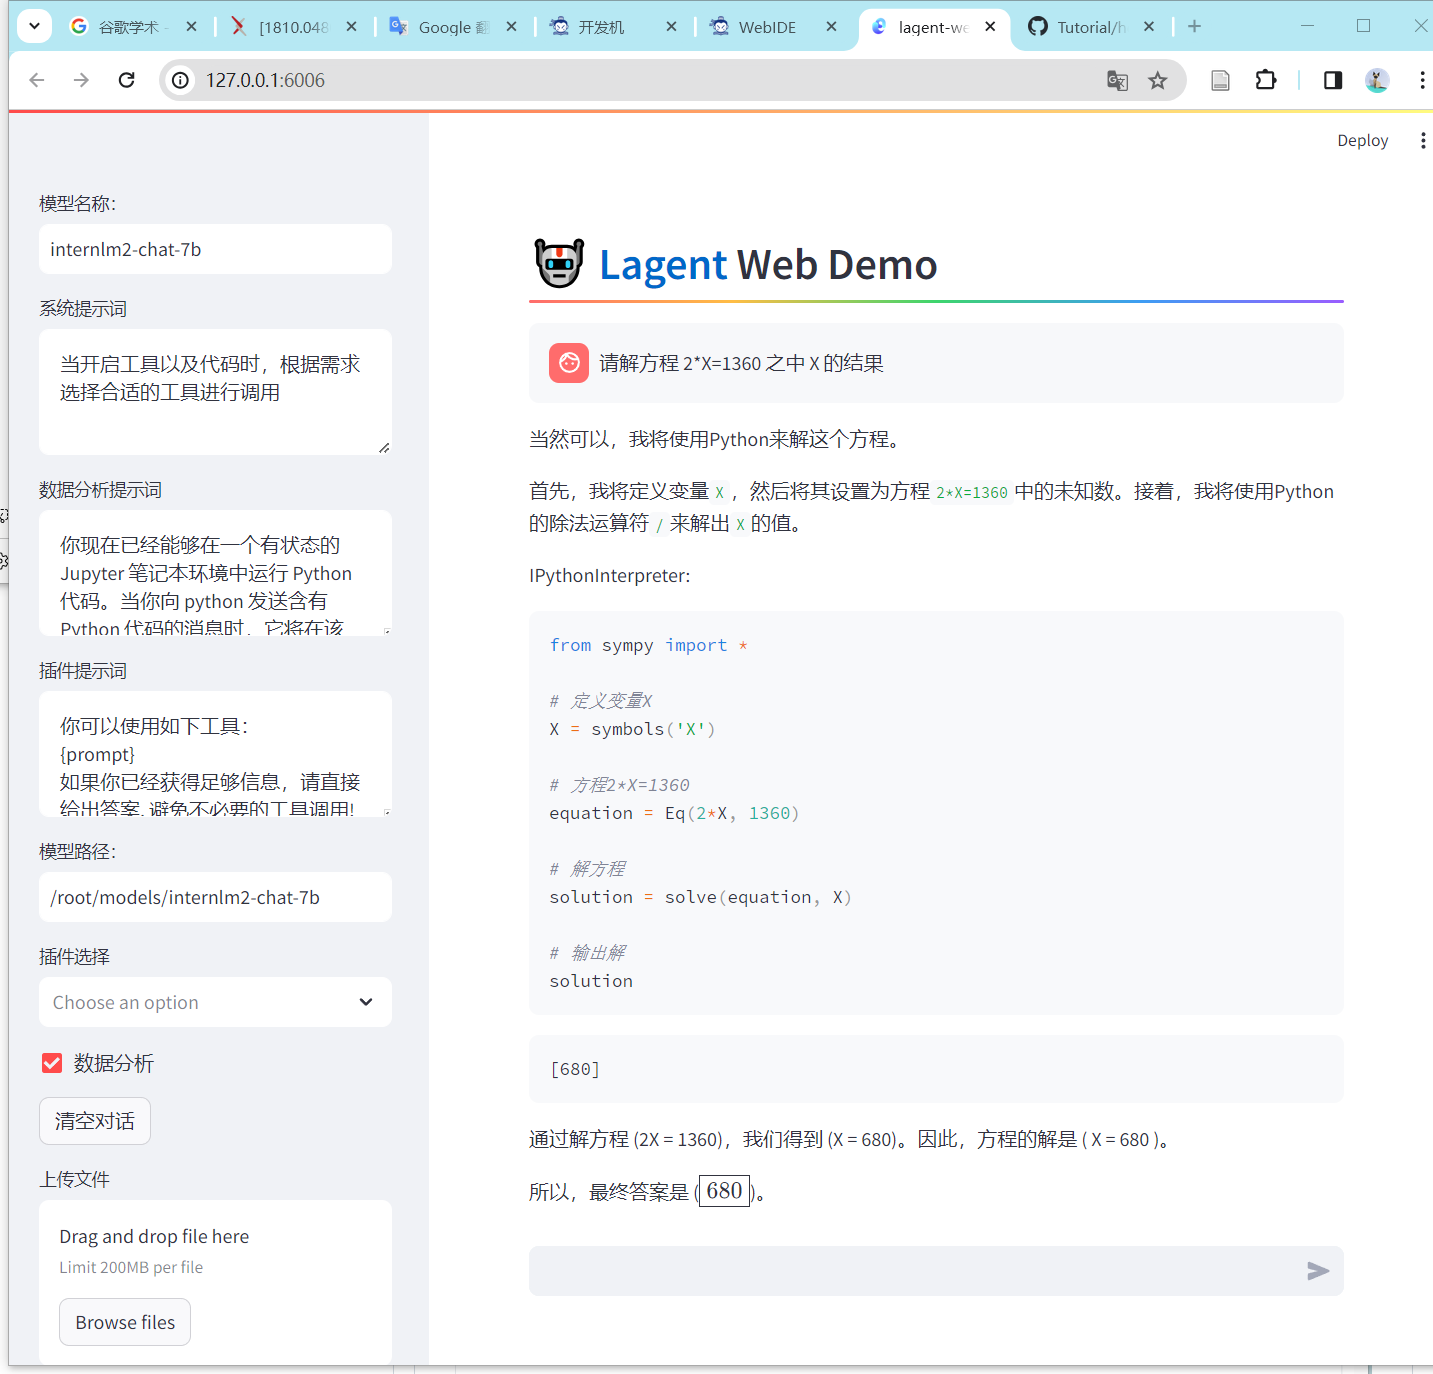 谷歌学术
[1810.048
Google 翻
开发机
WebIDE
lagent-we
Tutorial/h
127.0.0.1:6006
Deploy
模型名称：
internlm2-chat-7b
系统提示词
当开启工具以及代码时，根据需求
选择合适的工具进行调用
数据分析提示词
你现在已经能够在一个有状态的
Jupyter 笔记本环境中运行 Python
代码。当你向 python 发送含有
Python 代码的消息时，它将在该
插件提示词
你可以使用如下工具：
{prompt}
如果你已经获得足够信息，请直接
给出答案. 避免不必要的工具调用!
模型路径：
/root/models/internlm2-chat-7b
插件选择
Choose an option
数据分析
清空对话
上传文件
Drag and drop file here
Limit 200MB per file
Browse files
Lagent Web Demo
请解方程 2*X=1360 之中 X 的结果
当然可以，我将使用Python来解这个方程。
首先，我将定义变量 X ，然后将其设置为方程 2*X=1360 中的未知数。接着，我将使用Python
的除法运算符 / 来解出 X 的值。
IPythonInterpreter:
from sympy import *
# 定义变量X
X = symbols('X')
# 方程2*X=1360
equation = Eq(2*X, 1360)
# 解方程
solution = solve(equation, X)
# 输出解
solution
[680]
通过解方程 (2X = 1360)，我们得到 (X = 680)。因此，方程的解是 ( X = 680 )。
所以，最终答案是 (680)。